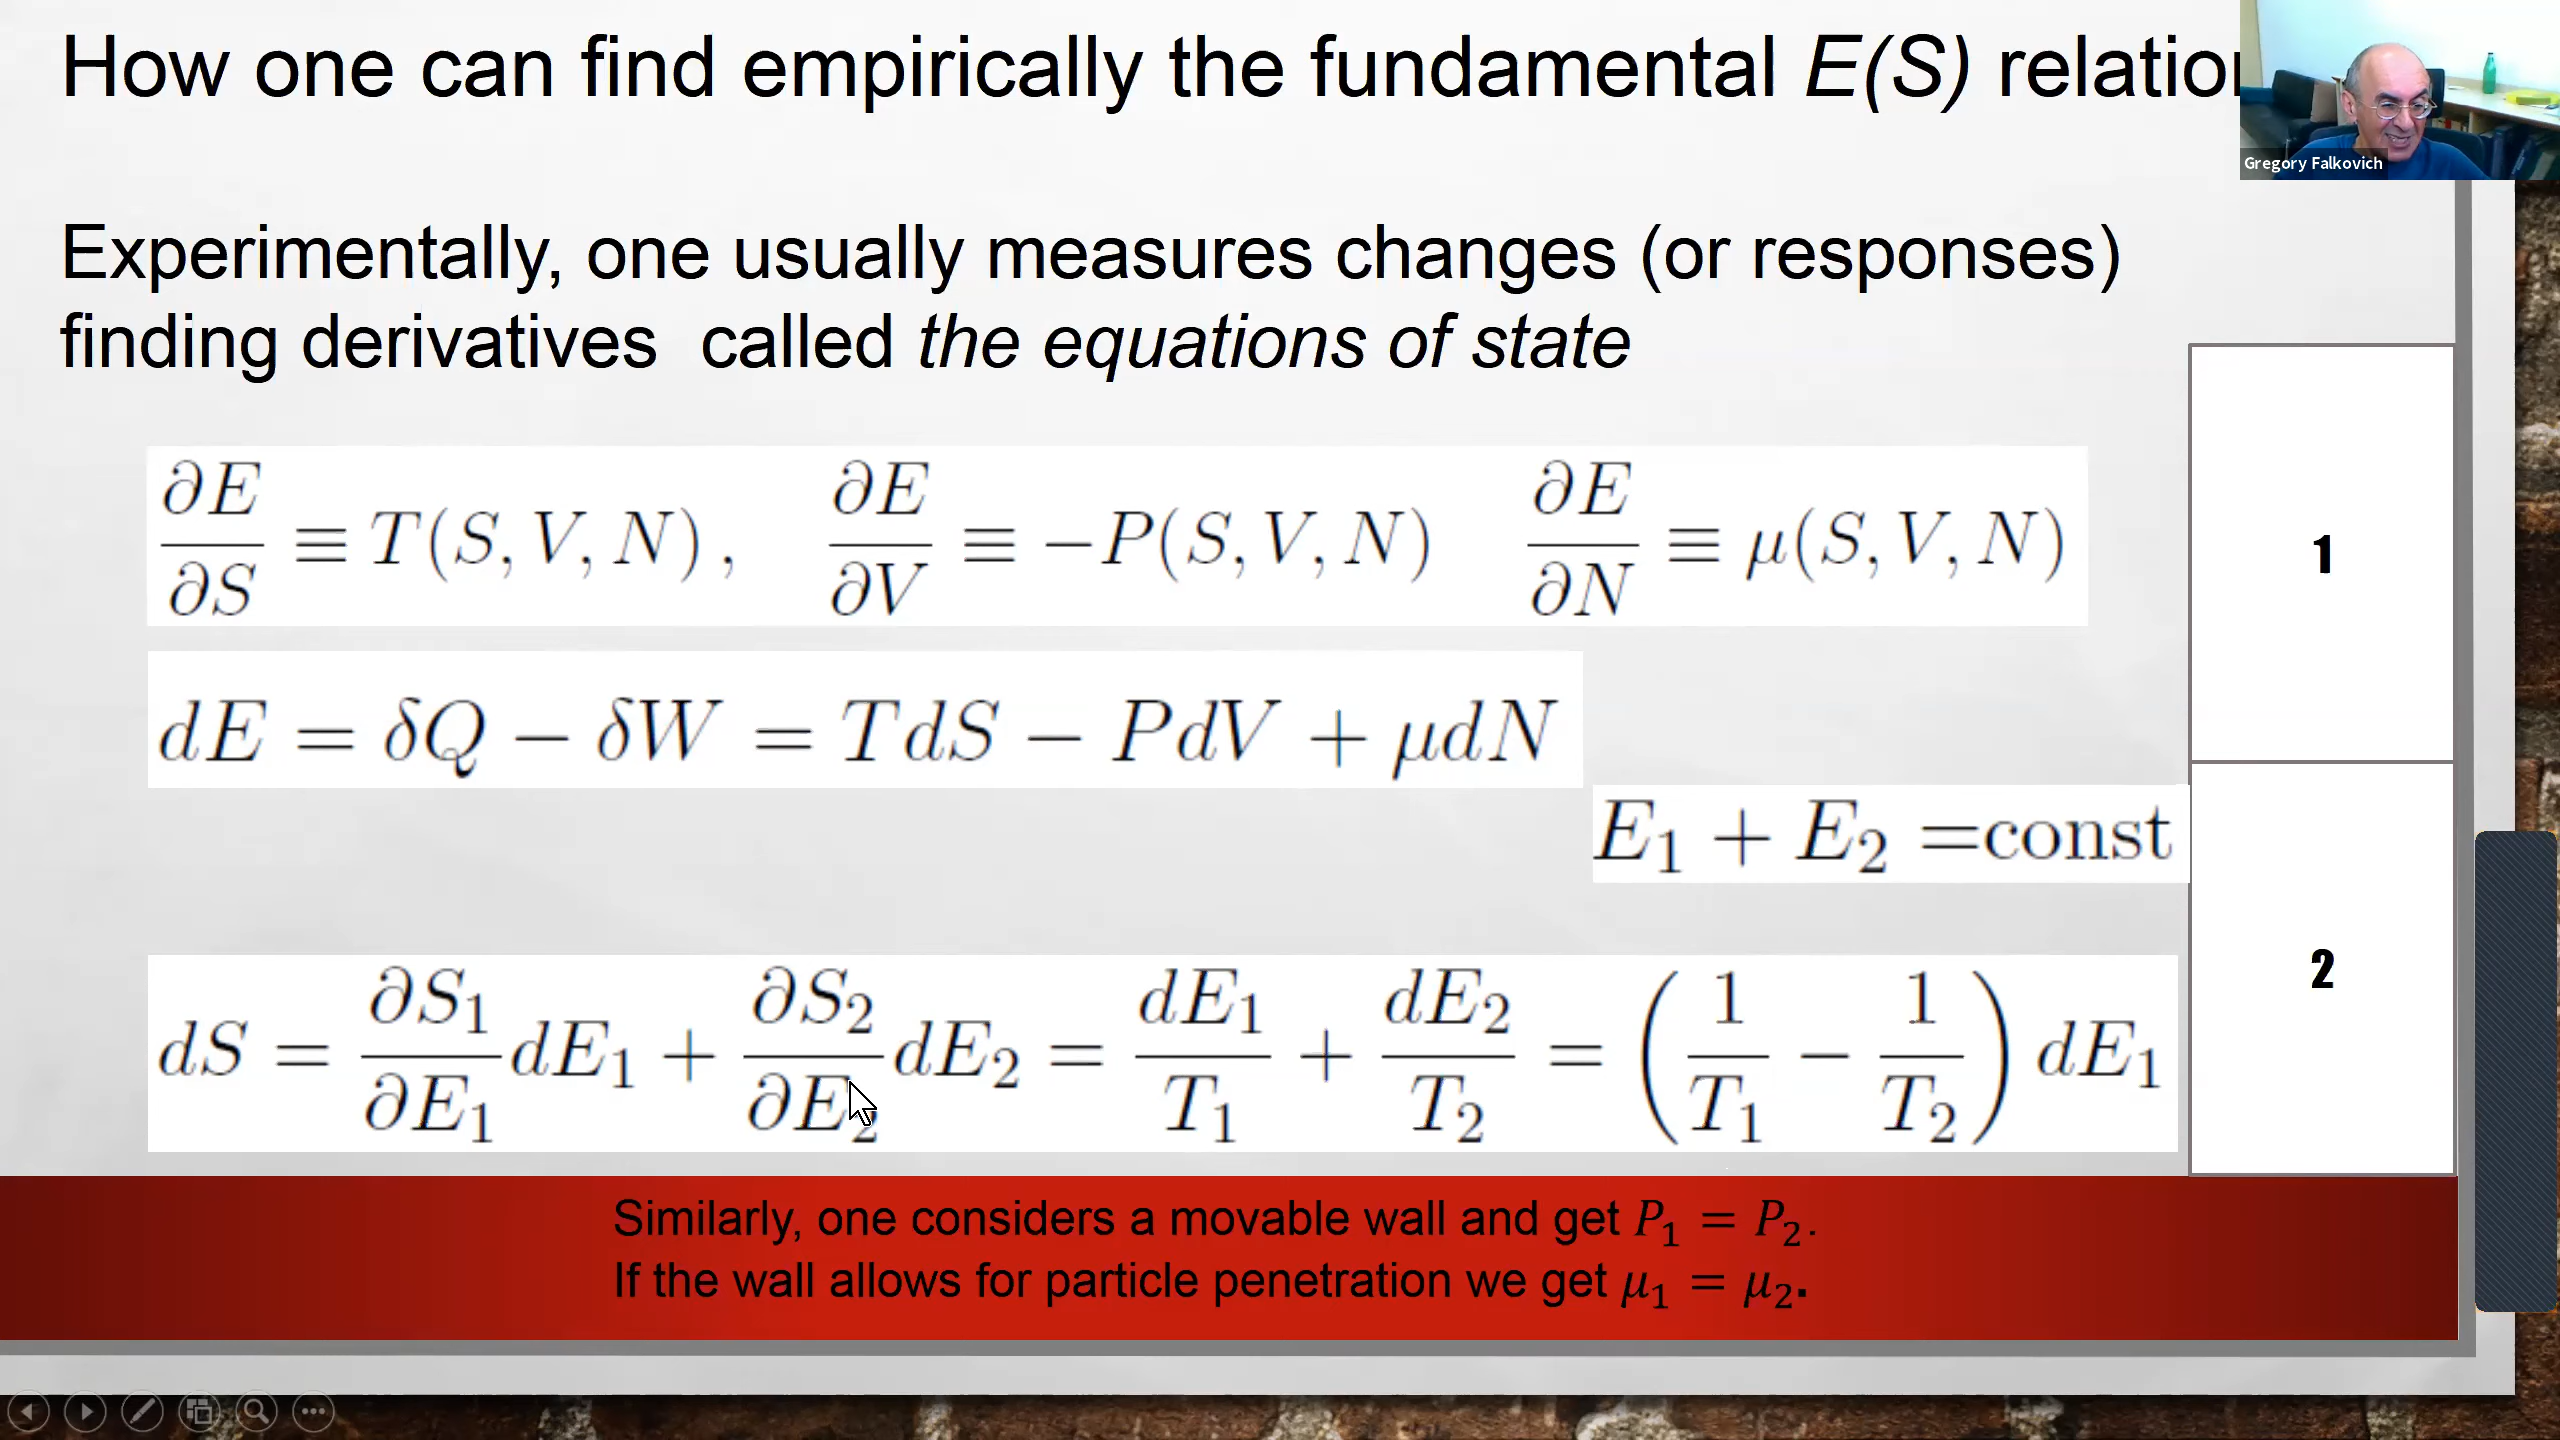 How one can find empirically the fundamental E(S) relation
Gregory Falkovich
Experimentally, one usually measures changes (or responses)
finding derivatives called the equations of state
∂E/∂S ≡ T(S, V, N) , ∂E/∂V ≡ −P(S, V, N) ∂E/∂N ≡ μ(S, V, N)
1
dE = δQ − δW = TdS − PdV + μdN
E₁ + E₂ =const
2
dS = ∂S₁/∂E₁ dE₁ + ∂S₂/∂E₂ dE₂ = dE₁/T₁ + dE₂/T₂ = (1/T₁ − 1/T₂) dE₁
Similarly, one considers a movable wall and get P₁ = P₂.
If the wall allows for particle penetration we get μ₁ = μ₂.